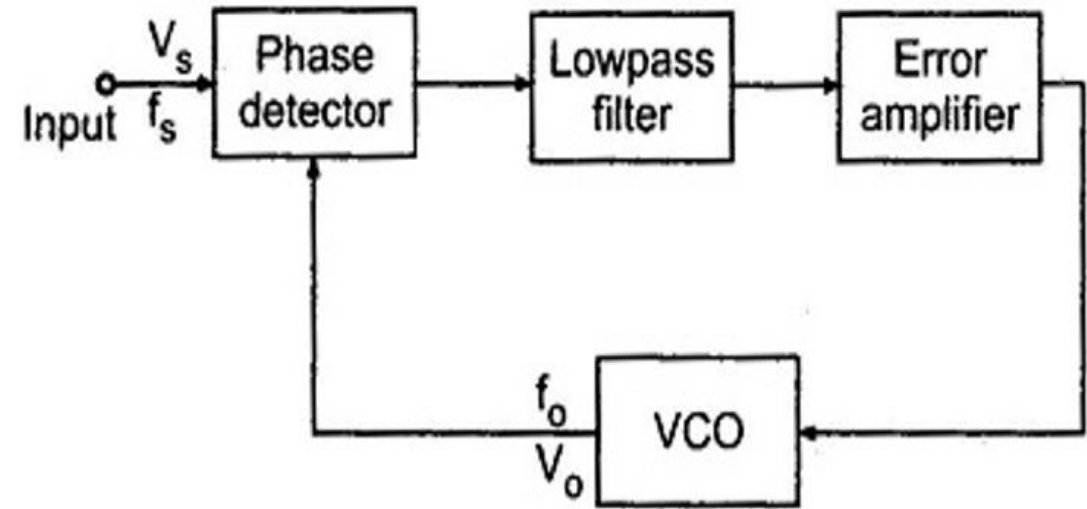 Vs
Input
fs
Phase
detector
Lowpass
filter
Error
amplifier
fo
Vo
VCO